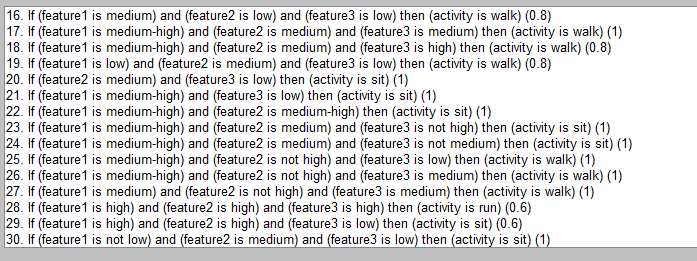 16. If (feature1 is medium) and (feature2 is low) and (feature3 is low) then (activity is walk) (0.8)
17. If (feature1 is medium-high) and (feature2 is medium) and (feature3 is medium) then (activity is walk) (1)
18. If (feature1 is medium-high) and (feature2 is medium) and (feature3 is high) then (activity is walk) (0.8)
19. If (feature1 is low) and (feature2 is medium) and (feature3 is low) then (activity is walk) (0.8)
20. If (feature2 is medium) and (feature3 is low) then (activity is sit) (1)
21. If (feature1 is medium-high) and (feature3 is low) then (activity is sit) (1)
22. If (feature1 is medium-high) and (feature2 is medium-high) then (activity is sit) (1)
23. If (feature1 is medium-high) and (feature2 is medium) and (feature3 is not high) then (activity is sit) (1)
24. If (feature1 is medium-high) and (feature2 is medium) and (feature3 is not medium) then (activity is sit) (1)
25. If (feature1 is medium-high) and (feature2 is not high) and (feature3 is low) then (activity is walk) (1)
26. If (feature1 is medium-high) and (feature2 is not high) and (feature3 is medium) then (activity is walk) (1)
27. If (feature1 is medium) and (feature2 is not high) and (feature3 is medium) then (activity is walk) (1)
28. If (feature1 is high) and (feature2 is high) and (feature3 is high) then (activity is run) (0.6)
29. If (feature1 is high) and (feature2 is high) and (feature3 is low) then (activity is sit) (0.6)
30. If (feature1 is not low) and (feature2 is medium) and (feature3 is low) then (activity is sit) (1)